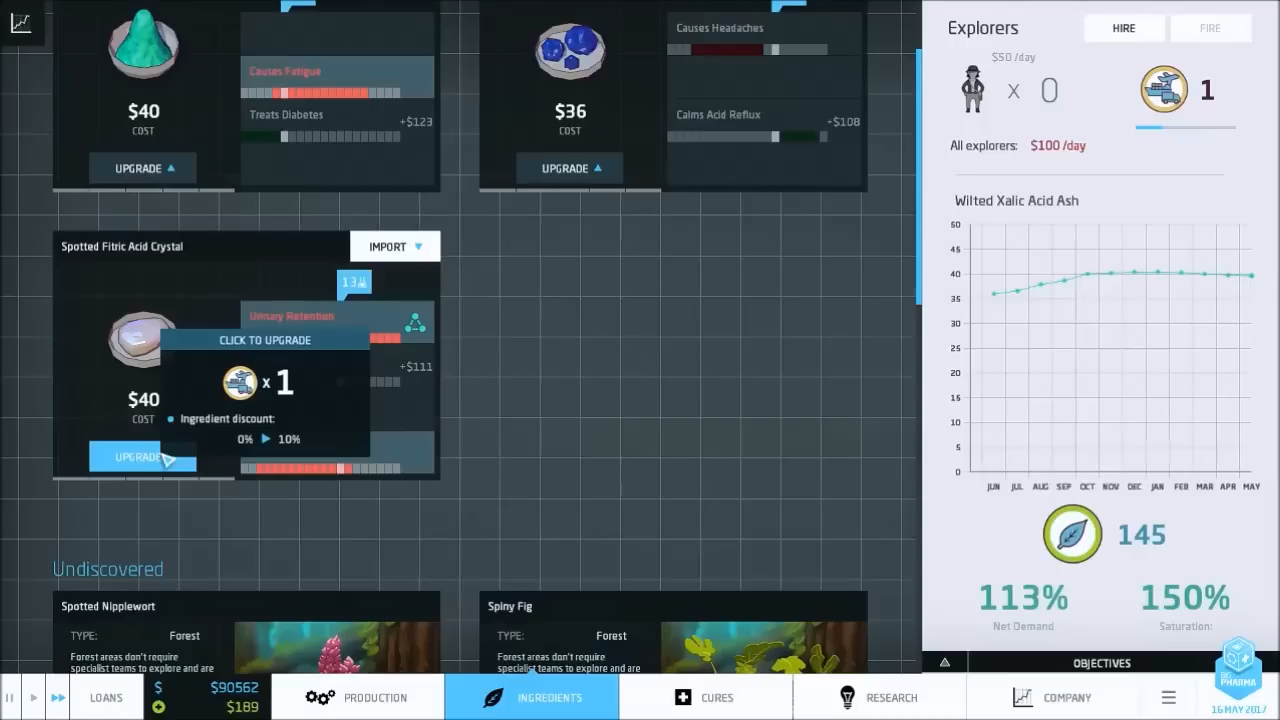 $40
COST
UPGRADE
Causes Fatigue
Treats Diabetes
+$123
$36
COST
UPGRADE
Causes Headaches
Calms Acid Reflux
+$108
Spotted Fitric Acid Crystal
IMPORT
13
Urinary Retention
+$111
$40
COST
UPGRADE
CLICK TO UPGRADE
x 1
Ingredient discount:
0% 10%
Undiscovered
Spotted Nipplewort
TYPE: Forest
Forest areas don't require
specialist teams to explore and are
Spiny Fig
TYPE: Forest
Forest areas don't require
specialist teams to explore and are
Explorers
HIRE
FIRE
$50 /day
x 0
1
All explorers: $100 /day
Wilted Xalic Acid Ash
50
45
40
35
30
25
20
15
10
5
0
JUN JUL AUG SEP OCT NOV DEC JAN FEB MAR APR MAY
145
113%
Net Demand
150%
Saturation:
OBJECTIVES
LOANS
$ $90562
$189
PRODUCTION
INGREDIENTS
CURES
RESEARCH
COMPANY
BIG
PHARMA
16 MAY 2017